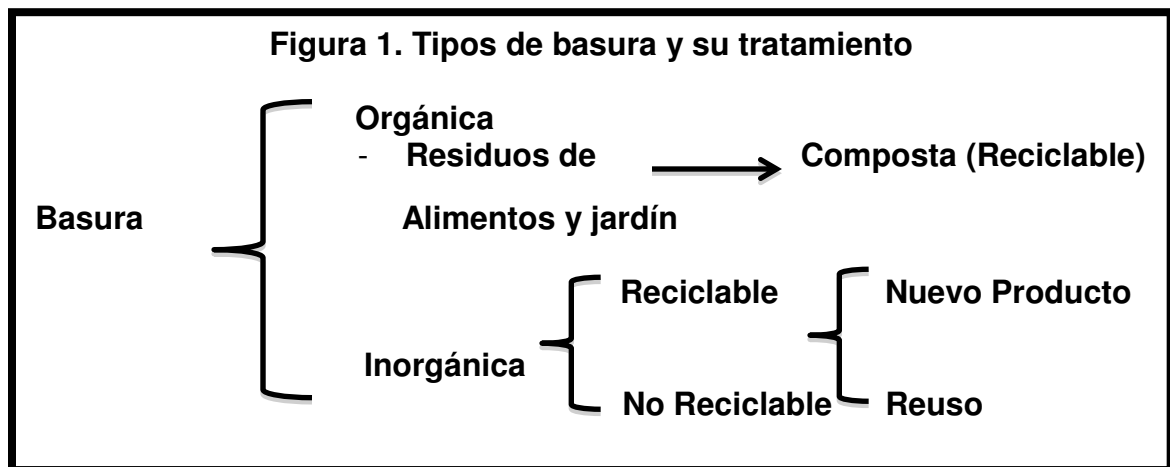 Figura 1. Tipos de basura y su tratamiento
Orgánica
- Residuos de
Composta (Reciclable)
Basura
Alimentos y jardín
Reciclable
Nuevo Producto
Inorgánica
No Reciclable
Reuso